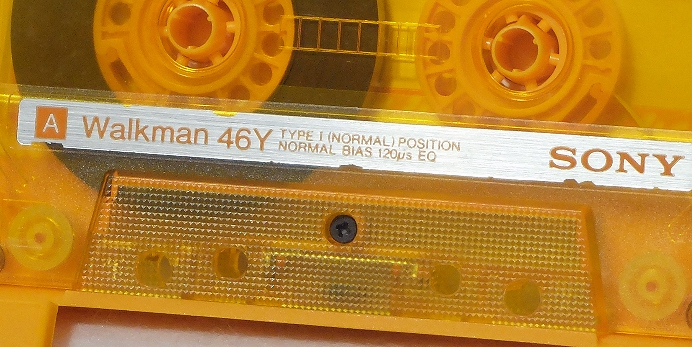 A Walkman 46Y TYPE I (NORMAL) POSITION
NORMAL BIAS 120µs EQ
SONY